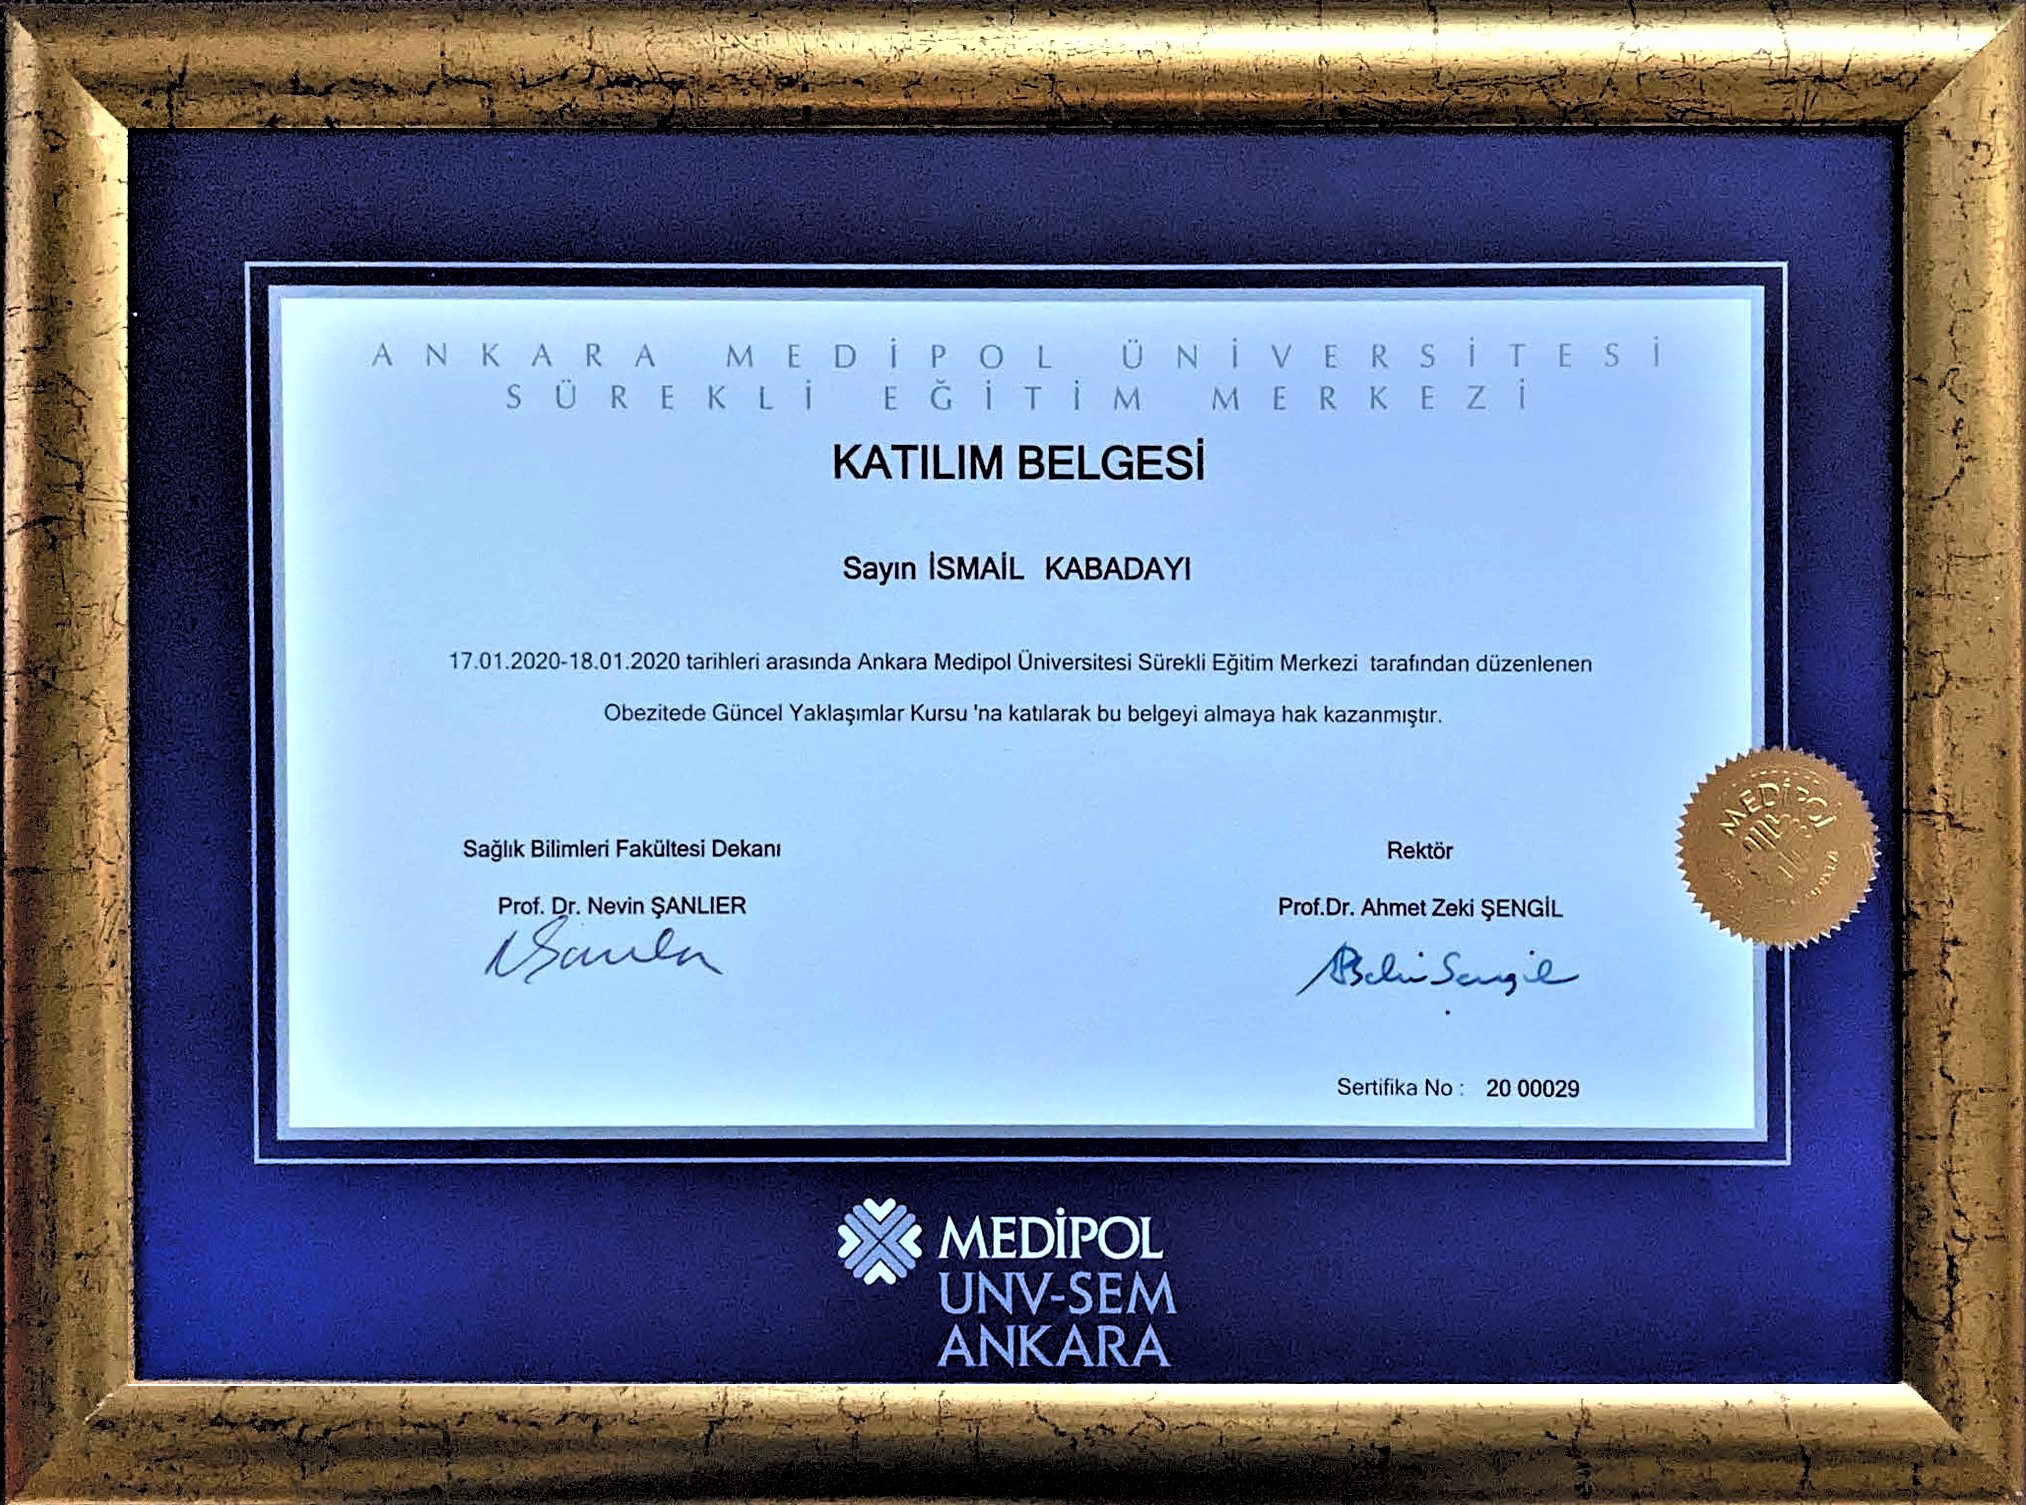 ANKARA MEDİPOL ÜNİVERSİTESİ
SÜREKLİ EĞİTİM MERKEZİ
KATILIM BELGESİ
Sayın İSMAİL KABADAYI
17.01.2020-18.01.2020 tarihleri arasında Ankara Medipol Üniversitesi Sürekli Eğitim Merkezi tarafından düzenlenen
Obezitede Güncel Yaklaşımlar Kursu 'na katılarak bu belgeyi almaya hak kazanmıştır.
Sağlık Bilimleri Fakültesi Dekanı
Prof. Dr. Nevin ŞANLIER
Rektör
Prof.Dr. Ahmet Zeki ŞENGİL
MEDİPOL
Sertifika No : 20 00029
MEDİPOL
UNV-SEM
ANKARA